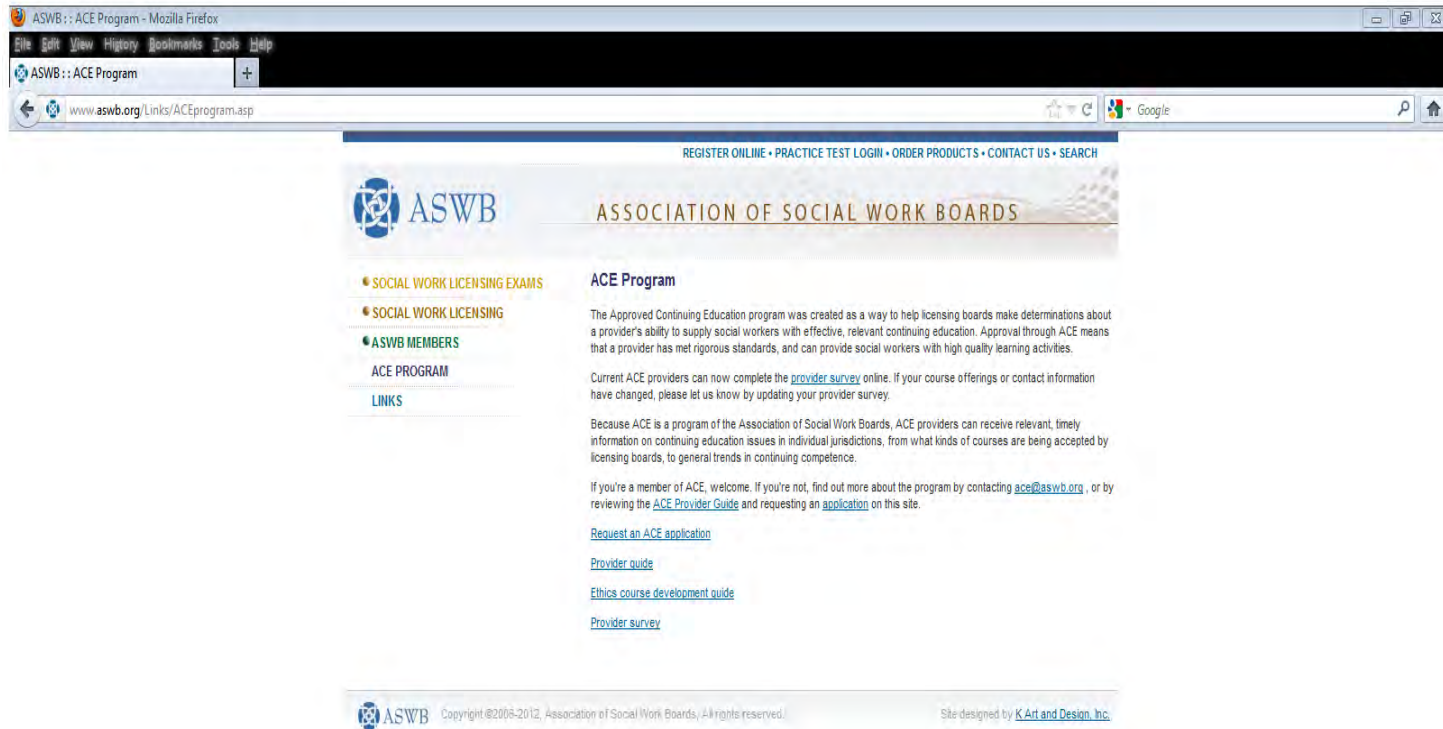 ASWB : : ACE Program - Mozilla Firefox
File Edit View History Bookmarks Tools Help
ASWB : : ACE Program +
www.aswb.org/Links/ACEprogram.asp Google
REGISTER ONLINE • PRACTICE TEST LOGIN • ORDER PRODUCTS • CONTACT US • SEARCH
ASWB ASSOCIATION OF SOCIAL WORK BOARDS
SOCIAL WORK LICENSING EXAMS
SOCIAL WORK LICENSING
ASWB MEMBERS
ACE PROGRAM
LINKS
ACE Program
The Approved Continuing Education program was created as a way to help licensing boards make determinations about
a provider's ability to supply social workers with effective, relevant continuing education. Approval through ACE means
that a provider has met rigorous standards, and can provide social workers with high quality learning activities.
Current ACE providers can now complete the provider survey online. If your course offerings or contact information
have changed, please let us know by updating your provider survey.
Because ACE is a program of the Association of Social Work Boards, ACE providers can receive relevant, timely
information on continuing education issues in individual jurisdictions, from what kinds of courses are being accepted by
licensing boards, to general trends in continuing competence.
If you're a member of ACE, welcome. If you're not, find out more about the program by contacting ace@aswb.org , or by
reviewing the ACE Provider Guide and requesting an application on this site.
Request an ACE application
Provider guide
Ethics course development guide
Provider survey
ASWB Copyright ©2006-2012, Association of Social Work Boards, All rights reserved. Site designed by K Art and Design, Inc.